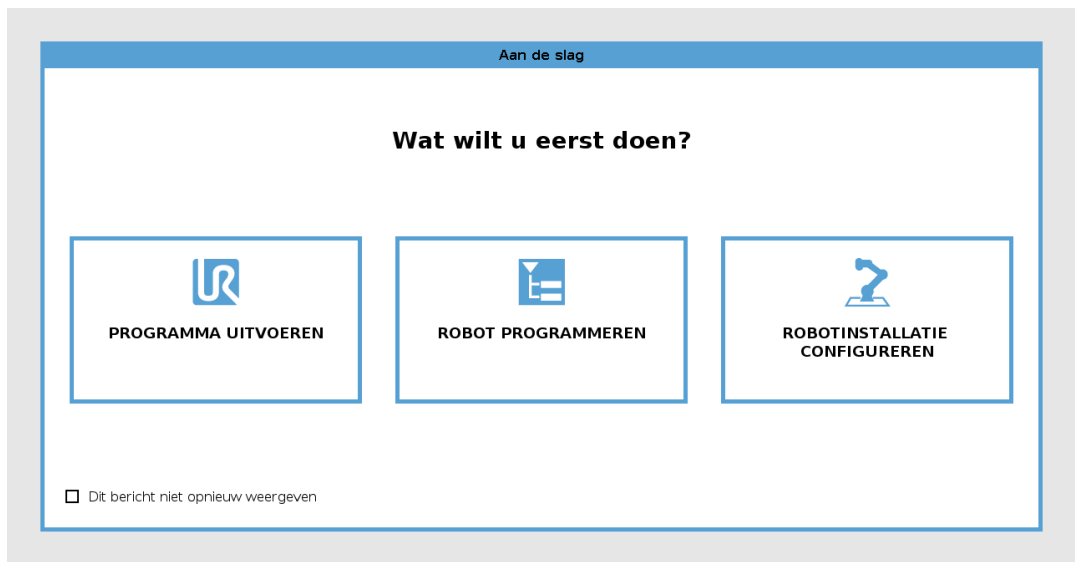 Aan de slag
Wat wilt u eerst doen?
PROGRAMMA UITVOEREN
ROBOT PROGRAMMEREN
ROBOTINSTALLATIE
CONFIGUREREN
Dit bericht niet opnieuw weergeven